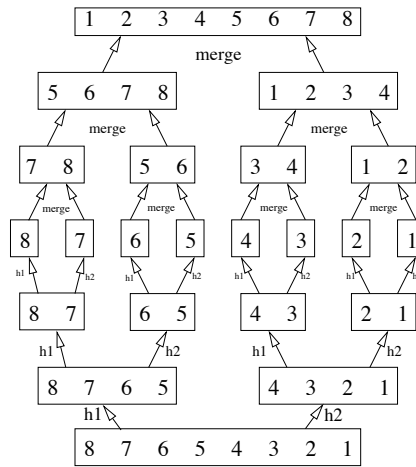 1 2 3 4 5 6 7 8
merge
5 6 7 8 1 2 3 4
merge merge
7 8 5 6 3 4 1 2
merge merge merge merge
8 7 6 5 4 3 2 1
h1 h2 h1 h2 h1 h2 h1
8 7 6 5 4 3 2 1
h1 h2 h1 h2
8 7 6 5 4 3 2 1
h1 h2
8 7 6 5 4 3 2 1